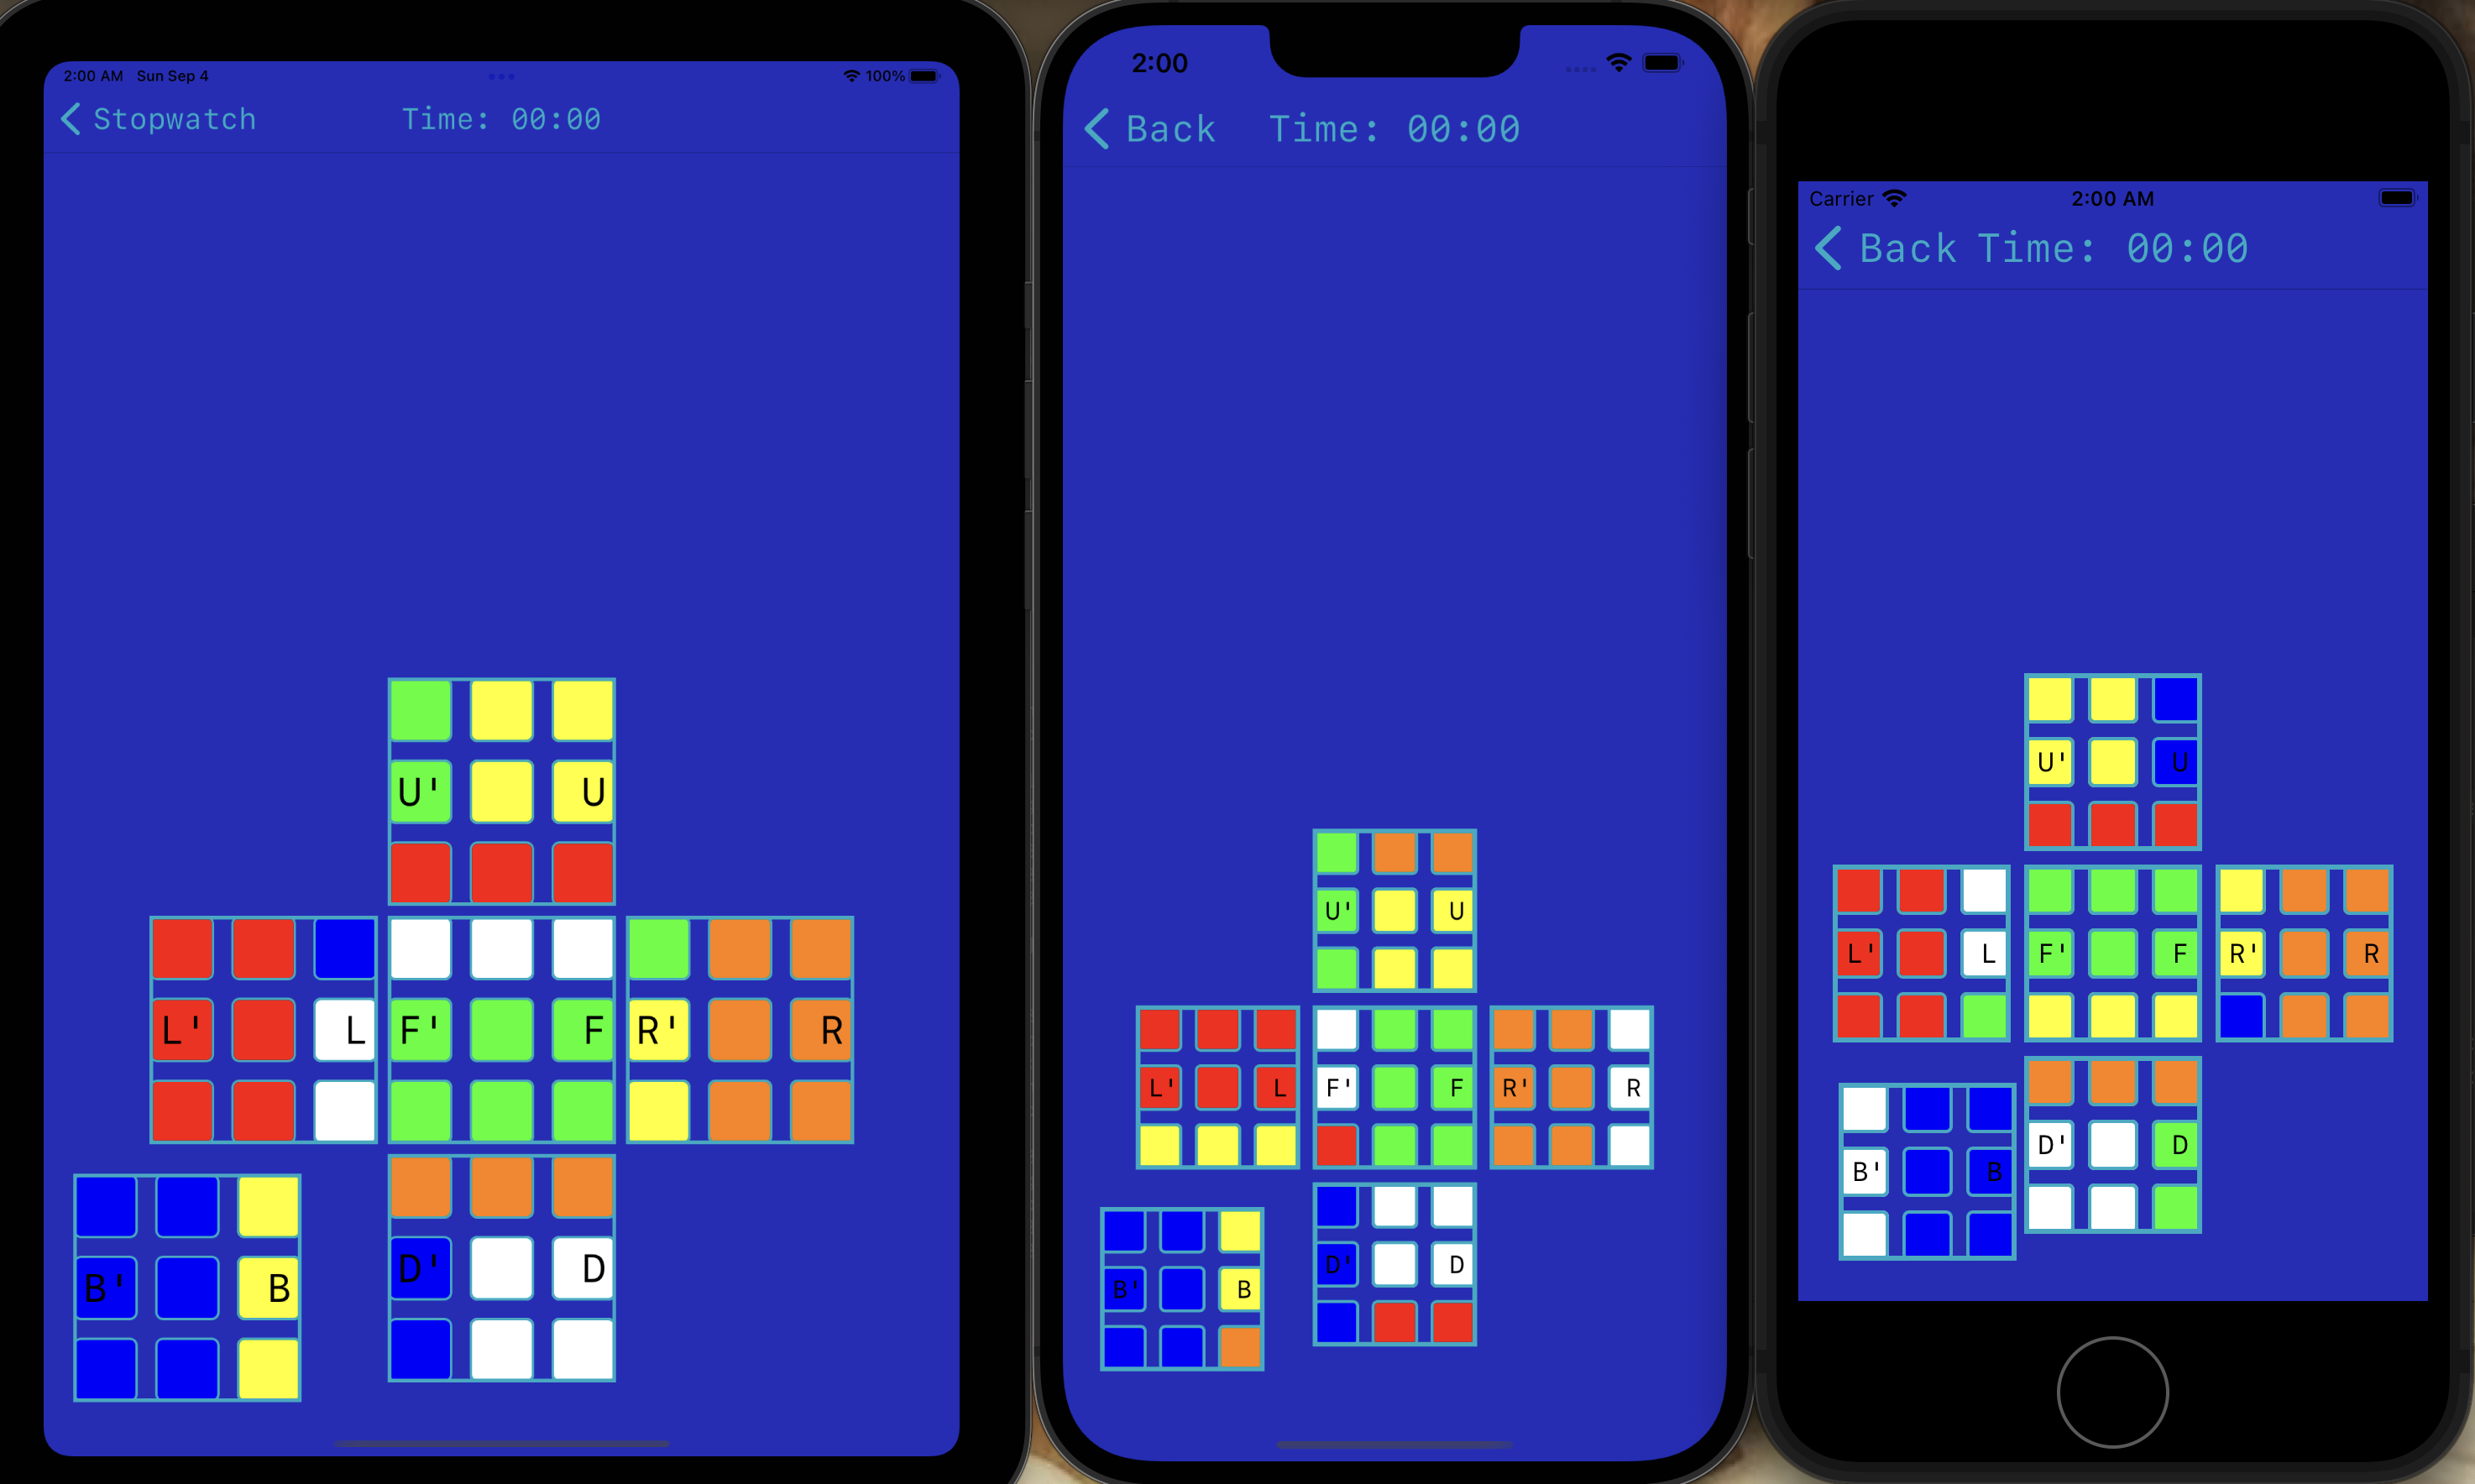 2:00 AM Sun Sep 4
100%
Stopwatch
Time: 00:00
U' U
L' L F' F R' R
D' D
B' B
2:00
Back
Time: 00:00
U' U
L' L F' F R' R
D' D
B' B
Carrier
2:00 AM
Back
Time: 00:00
U' U
L' L F' F R' R
D' D
B' B